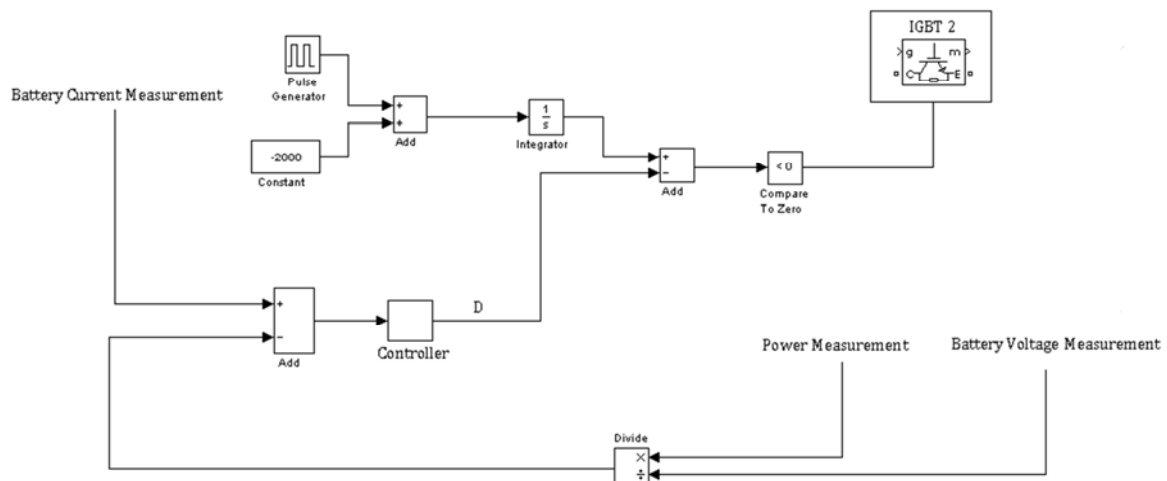 IGBT 2
g
m
C
E
Pulse
Generator
Battery Current Measurement
+
+
Add
1
s
Integrator
-2000
Constant
+
−
Add
< 0
Compare
To Zero
+
−
Add
D
Controller
Power Measurement
Battery Voltage Measurement
Divide
×
÷